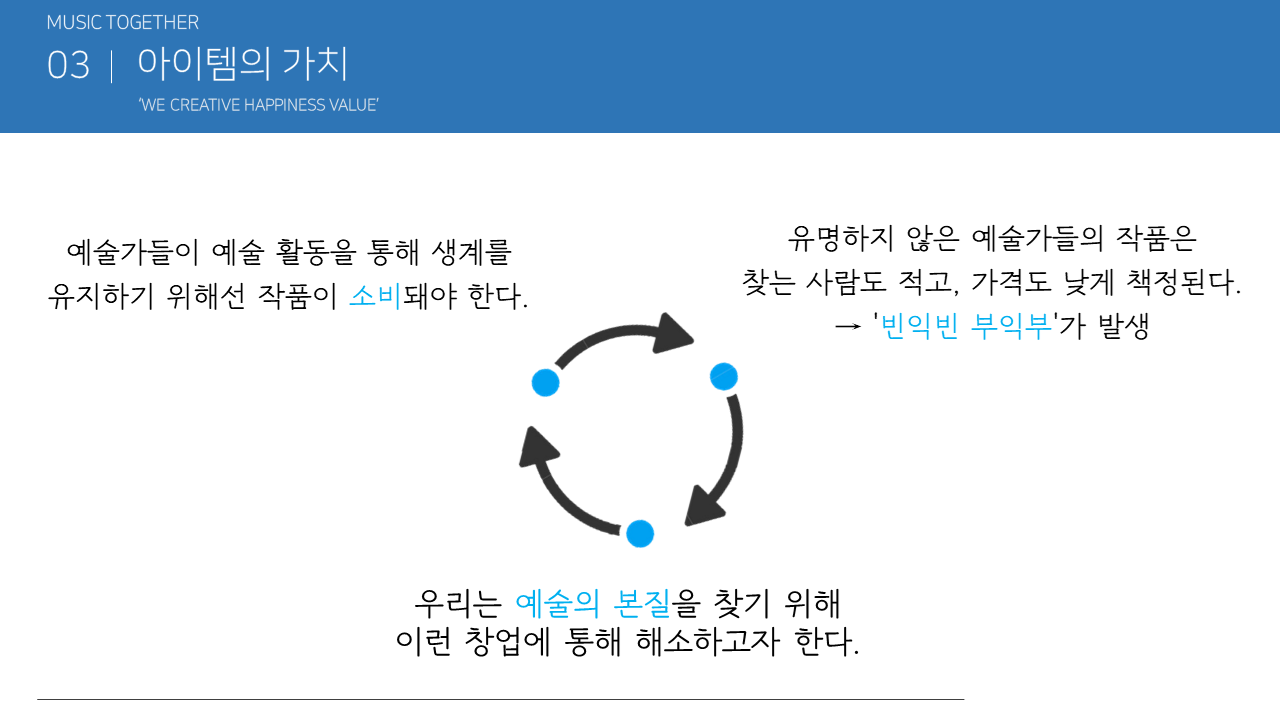 MUSIC TOGETHER
03 | 아이템의 가치
‘WE CREATIVE HAPPINESS VALUE’
예술가들이 예술 활동을 통해 생계를
유지하기 위해선 작품이 소비돼야 한다.
유명하지 않은 예술가들의 작품은
찾는 사람도 적고, 가격도 낮게 책정된다.
→ '빈익빈 부익부'가 발생
우리는 예술의 본질을 찾기 위해
이런 창업에 통해 해소하고자 한다.